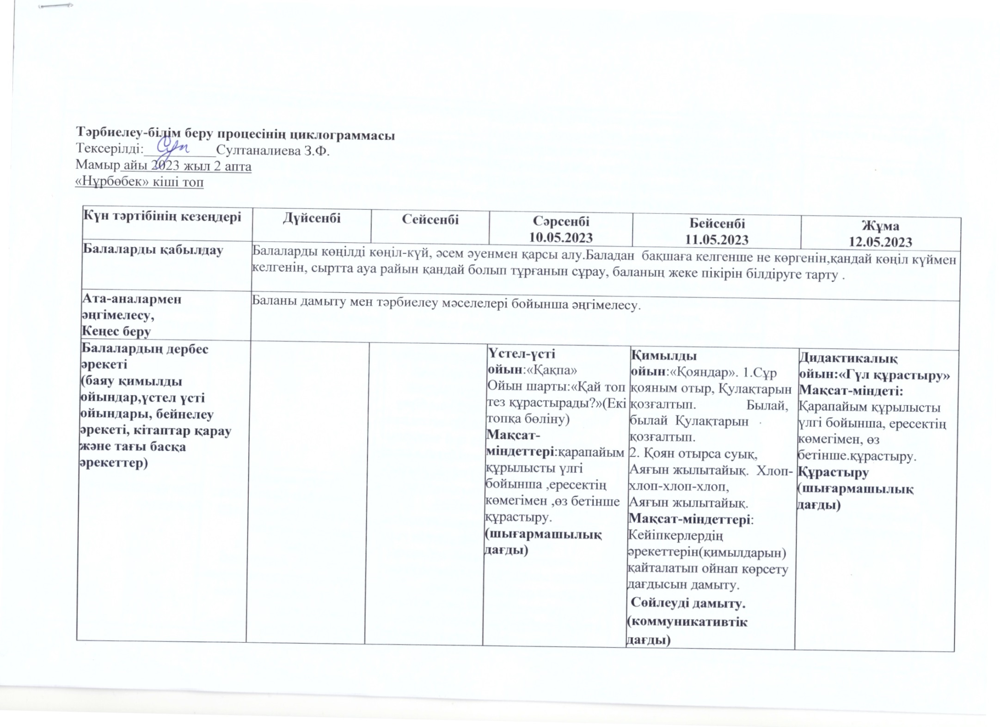 Тәрбиелеу-білім беру процесінің циклограммасы
Тексерілді:__________Султаналиева З.Ф.
Мамыр айы 2023 жыл 2 апта
«Нұрбөбек» кіші топ
Күн тәртібінің кезеңдері
Дүйсенбі
Сейсенбі
Сәрсенбі
10.05.2023
Бейсенбі
11.05.2023
Жұма
12.05.2023
Балаларды қабылдау
Балаларды көңілді көңіл-күй, әсем әуенмен қарсы алу.Баладан бақшаға келгенше не көргенін,қандай көңіл күймен
келгенін, сыртта ауа райын қандай болып тұрғанын сұрау, баланың жеке пікірін білдіруге тарту .
Ата-аналармен
әңгімелесу,
Кеңес беру
Баланы дамыту мен тәрбиелеу мәселелері бойынша әңгімелесу.
Балалардың дербес
әрекеті
(баяу қимылды
ойындар,үстел үсті
ойындары, бейнелеу
әрекеті, кітаптар қарау
және тағы басқа
әрекеттер)
Үстел-үсті
ойын:«Қақпа»
Ойын шарты:«Қай топ
тез құрастырады?»(Екі
топқа бөліну)
Мақсат-
міндеттері:қарапайым
құрылысты үлгі
бойынша ,ересектің
көмегімен ,өз бетінше
құрастыру.
(шығармашылық
дағды)
Қимылды
ойын:«Қояндар». 1.Сұр
қояным отыр, Құлақтарын
қозғалтып. Былай,
былай Құлақтарын
қозғалтып.
2. Қоян отырса суық,
Аяғын жылытайық. Хлоп-
хлоп-хлоп-хлоп,
Аяғын жылытайық.
Мақсат-міндеттері:
Кейіпкерлердің
әрекеттерін(қимылдарын)
қайталатып ойнап көрсету
дағдысын дамыту.
Сөйлеуді дамыту.
(коммуникативтік
дағды)
Дидактикалық
ойын:«Гүл құрастыру»
Мақсат-міндеті:
Қарапайым құрылысты
үлгі бойынша, ересектің
көмегімен, өз
бетінше.құрастыру.
Құрастыру
(шығармашылық
дағды)